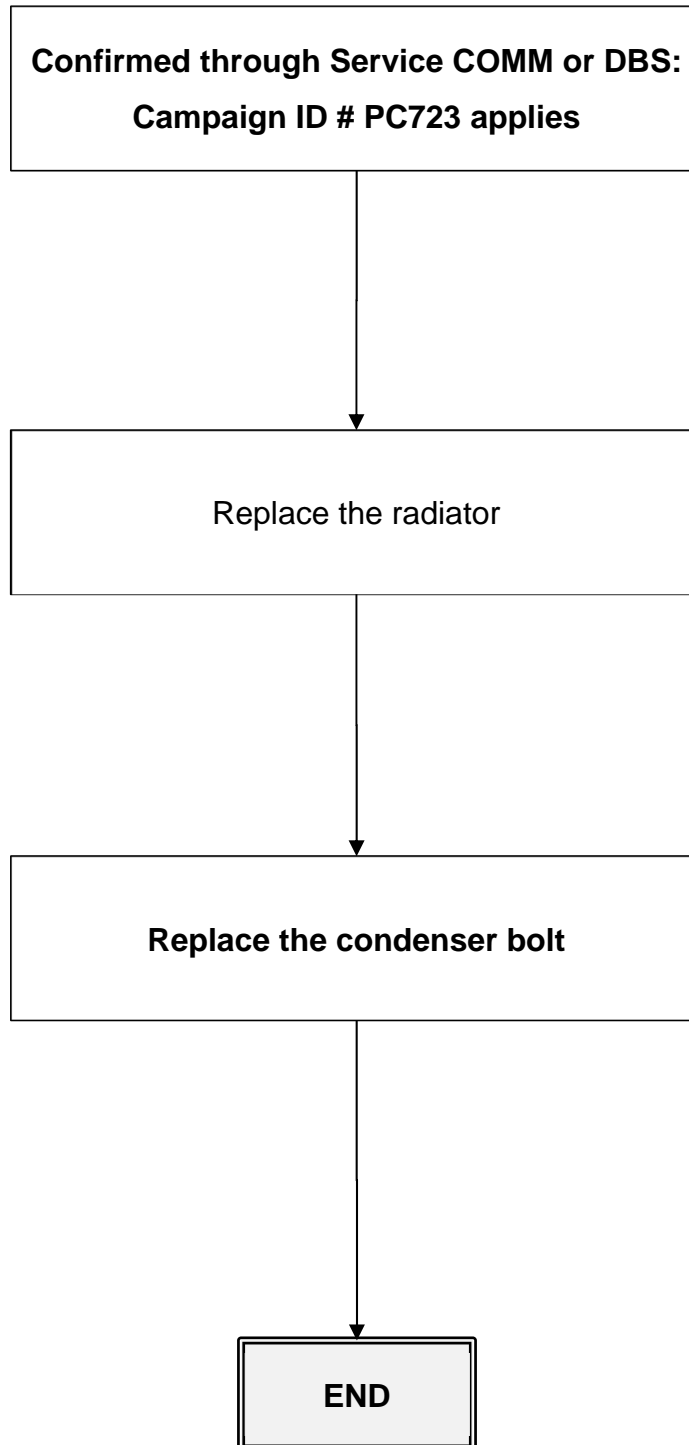 Confirmed through Service COMM or DBS:
Campaign ID # PC723 applies
Replace the radiator
Replace the condenser bolt
END